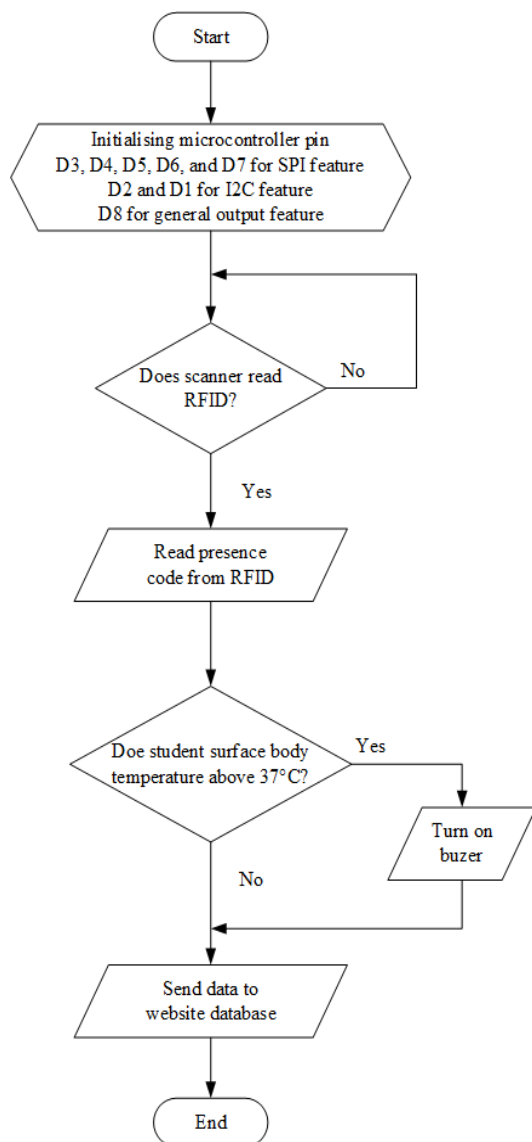 Start
Initialising microcontroller pin
D3, D4, D5, D6, and D7 for SPI feature
D2 and D1 for I2C feature
D8 for general output feature
Does scanner read
RFID?
No
Yes
Read presence
code from RFID
Doe student surface body
temperature above 37°C?
Yes
Turn on
buzer
No
Send data to
website database
End